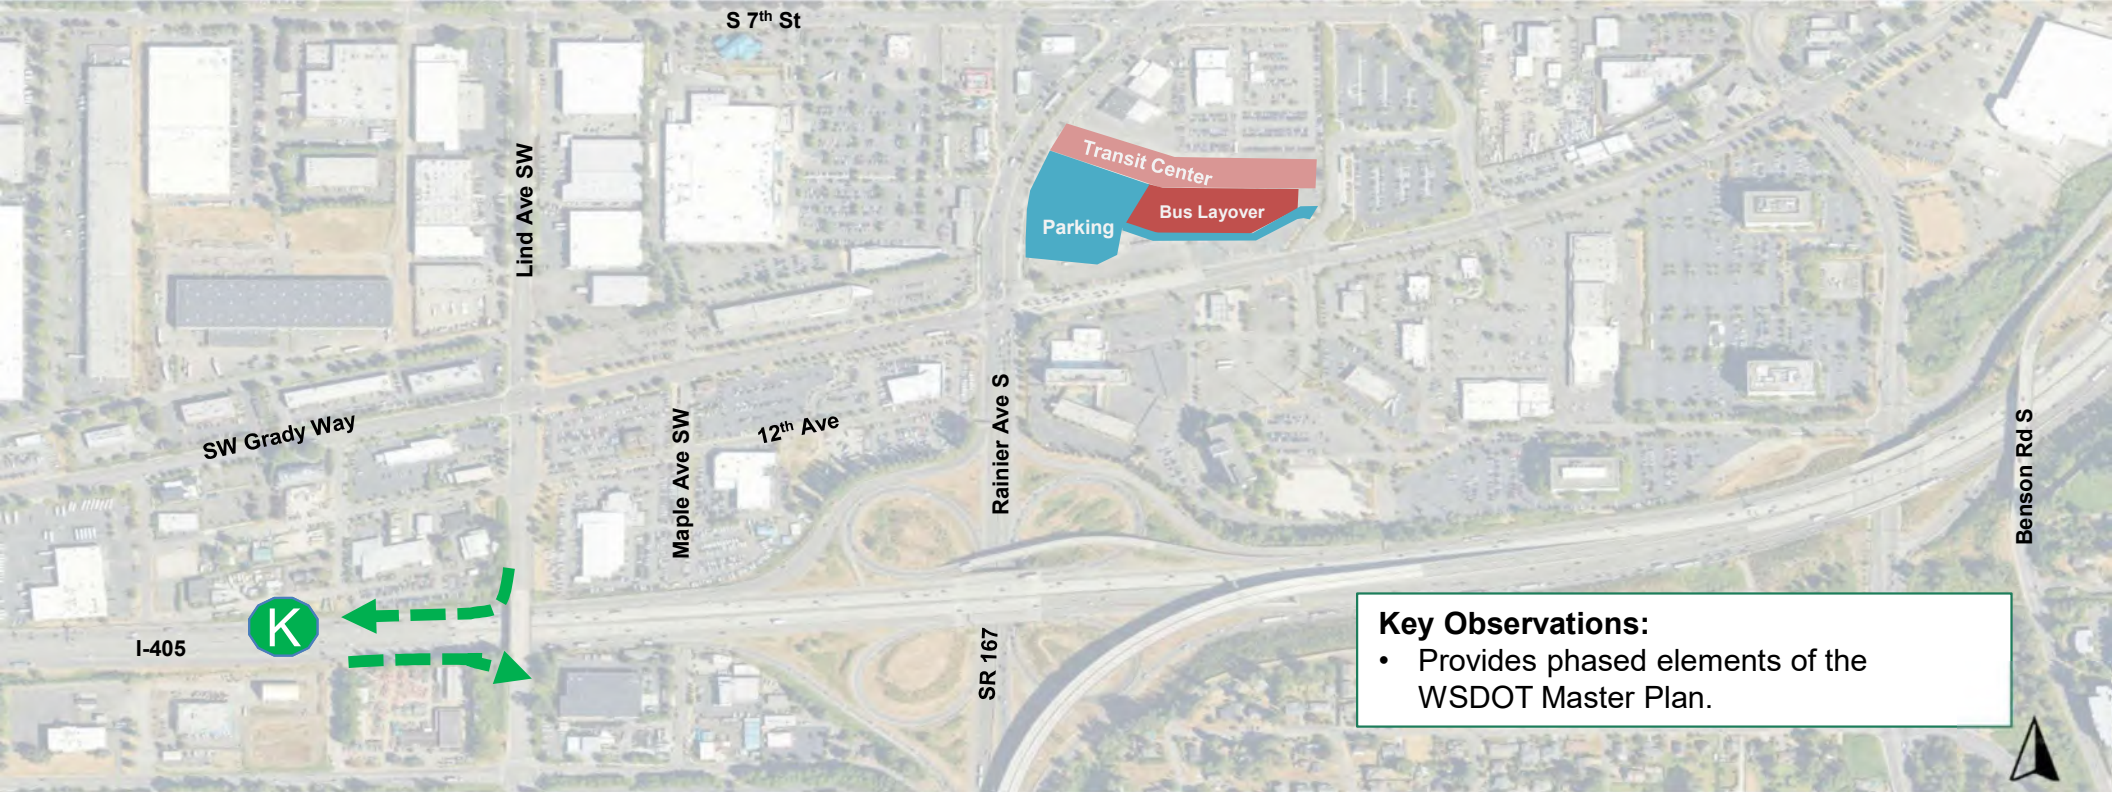 S 7th St
Lind Ave SW
Transit Center
Bus Layover
Parking
SW Grady Way
Maple Ave SW
12th Ave
Rainier Ave S
Benson Rd S
K
I-405
SR 167
Key Observations:
• Provides phased elements of the
WSDOT Master Plan.